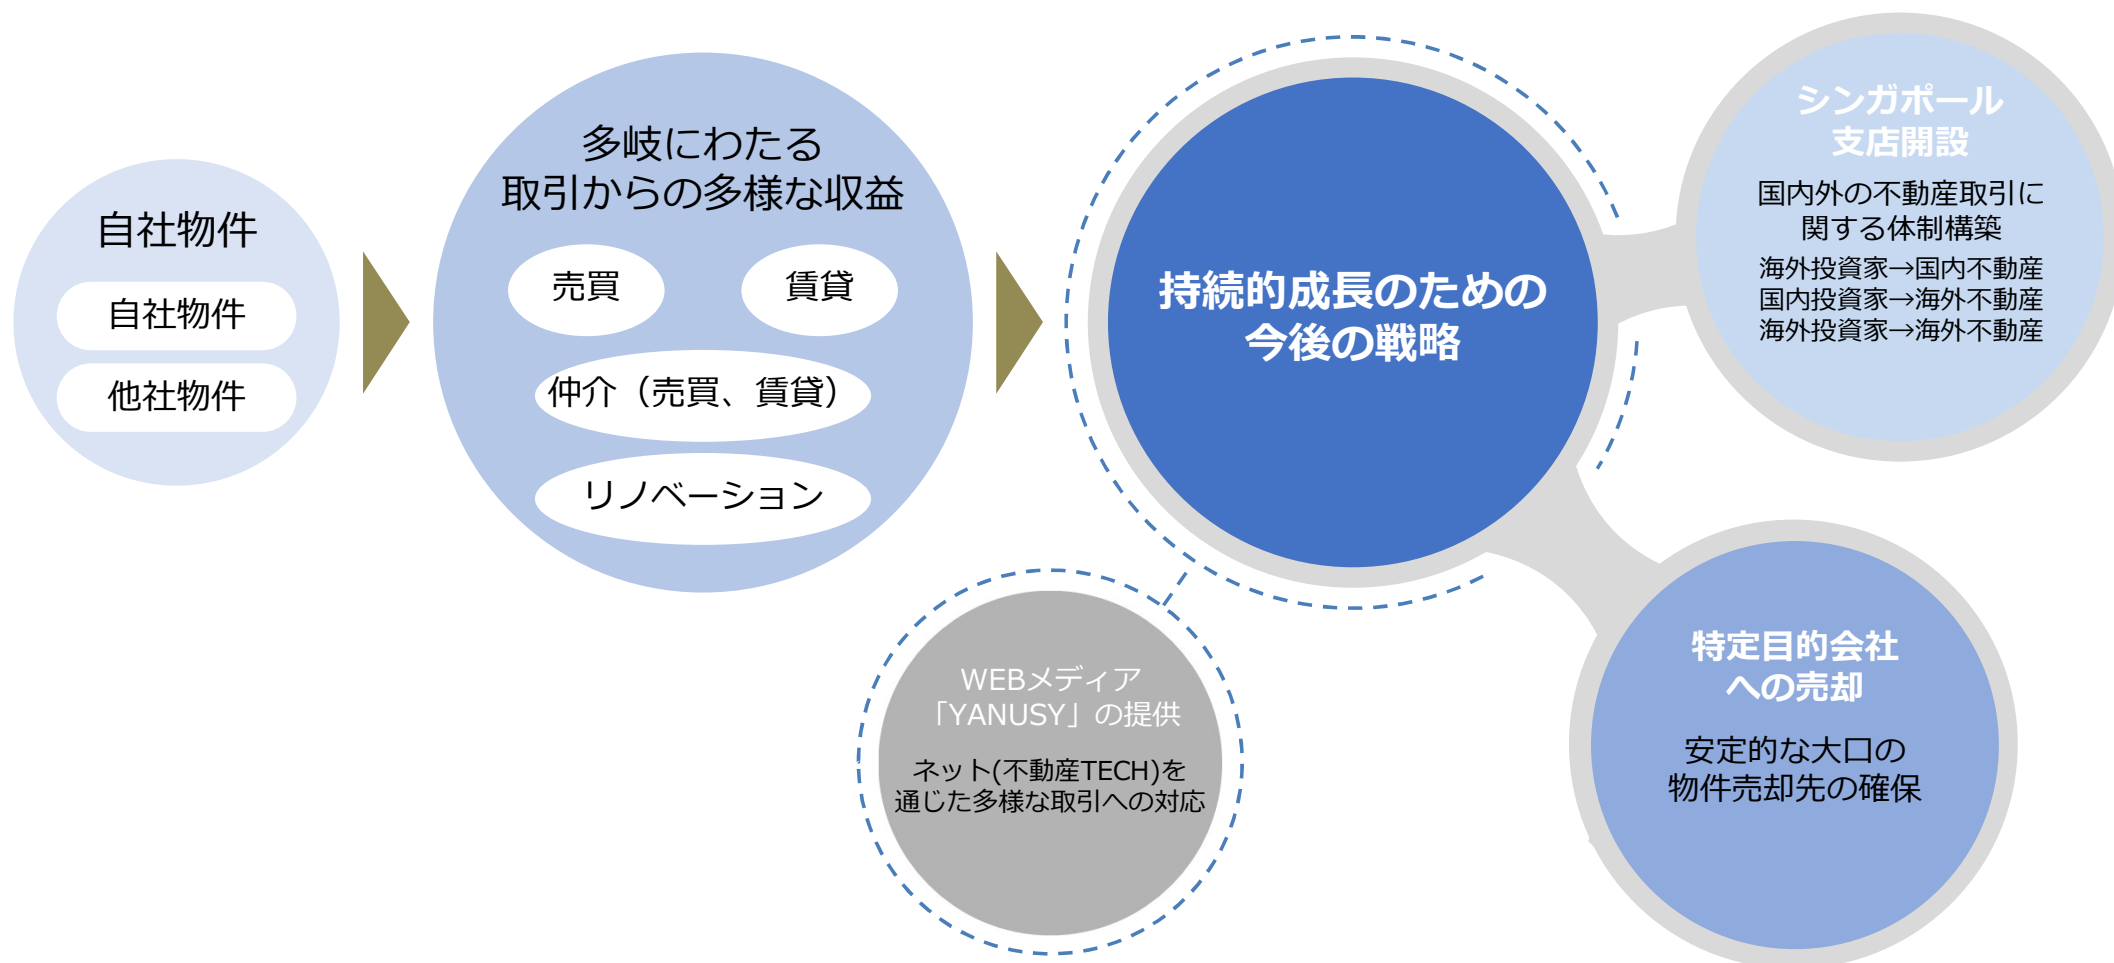 自社物件
自社物件
他社物件
多岐にわたる
取引からの多様な収益
売買
賃貸
仲介（売買、賃貸）
リノベーション
持続的成長のための
今後の戦略
シンガポール
支店開設
国内外の不動産取引に
関する体制構築
海外投資家→国内不動産
国内投資家→海外不動産
海外投資家→海外不動産
特定目的会社
への売却
安定的な大口の
物件売却先の確保
WEBメディア
「YANUSY」の提供
ネット(不動産TECH)を
通じた多様な取引への対応